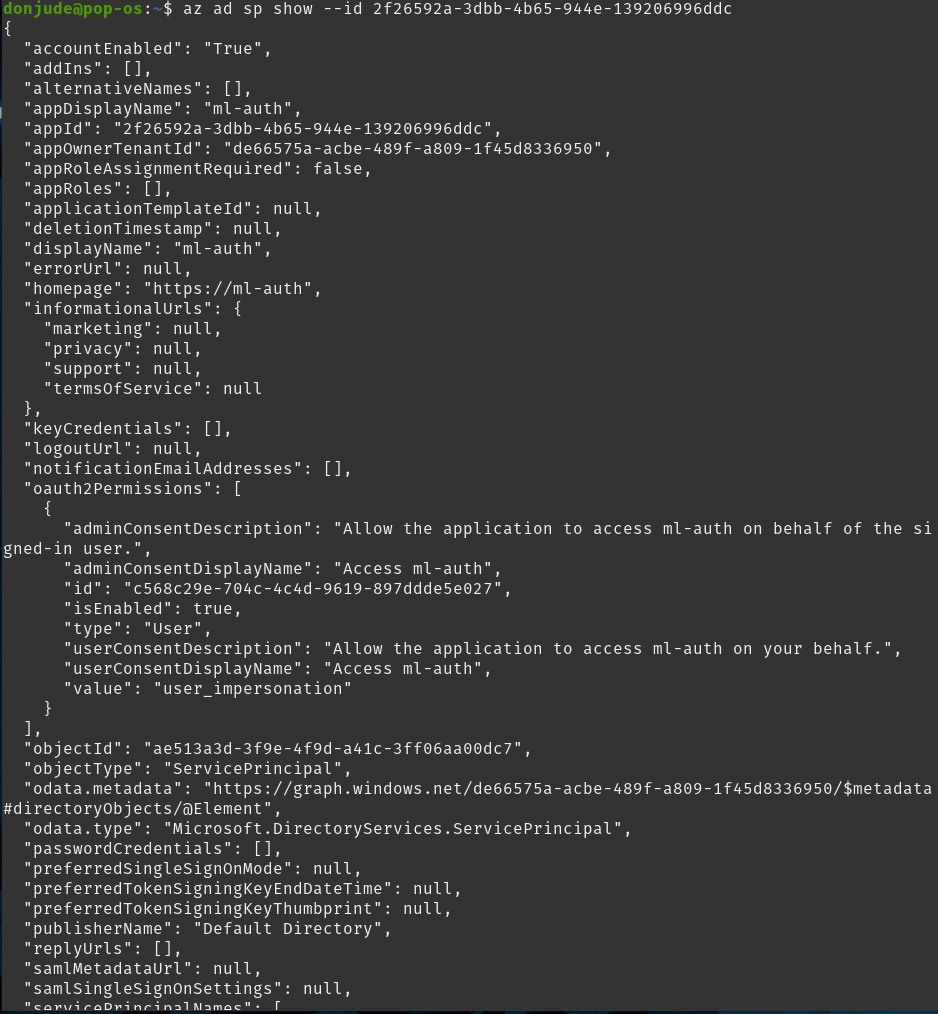 donjude@pop-os:~$ az ad sp show --id 2f26592a-3dbb-4b65-944e-139206996ddc
{
  "accountEnabled": "True",
  "addIns": [],
  "alternativeNames": [],
  "appDisplayName": "ml-auth",
  "appId": "2f26592a-3dbb-4b65-944e-139206996ddc",
  "appOwnerTenantId": "de66575a-acbe-489f-a809-1f45d8336950",
  "appRoleAssignmentRequired": false,
  "appRoles": [],
  "applicationTemplateId": null,
  "deletionTimestamp": null,
  "displayName": "ml-auth",
  "errorUrl": null,
  "homepage": "https://ml-auth",
  "informationalUrls": {
    "marketing": null,
    "privacy": null,
    "support": null,
    "termsOfService": null
  },
  "keyCredentials": [],
  "logoutUrl": null,
  "notificationEmailAddresses": [],
  "oauth2Permissions": [
    {
      "adminConsentDescription": "Allow the application to access ml-auth on behalf of the si
gned-in user.",
      "adminConsentDisplayName": "Access ml-auth",
      "id": "c568c29e-704c-4c4d-9619-897ddde5e027",
      "isEnabled": true,
      "type": "User",
      "userConsentDescription": "Allow the application to access ml-auth on your behalf.",
      "userConsentDisplayName": "Access ml-auth",
      "value": "user_impersonation"
    }
  ],
  "objectId": "ae513a3d-3f9e-4f9d-a41c-3ff06aa00dc7",
  "objectType": "ServicePrincipal",
  "odata.metadata": "https://graph.windows.net/de66575a-acbe-489f-a809-1f45d8336950/$metadata
#directoryObjects/@Element",
  "odata.type": "Microsoft.DirectoryServices.ServicePrincipal",
  "passwordCredentials": [],
  "preferredSingleSignOnMode": null,
  "preferredTokenSigningKeyEndDateTime": null,
  "preferredTokenSigningKeyThumbprint": null,
  "publisherName": "Default Directory",
  "replyUrls": [],
  "samlMetadataUrl": null,
  "samlSingleSignOnSettings": null,
  "servicePrincipalNames": [